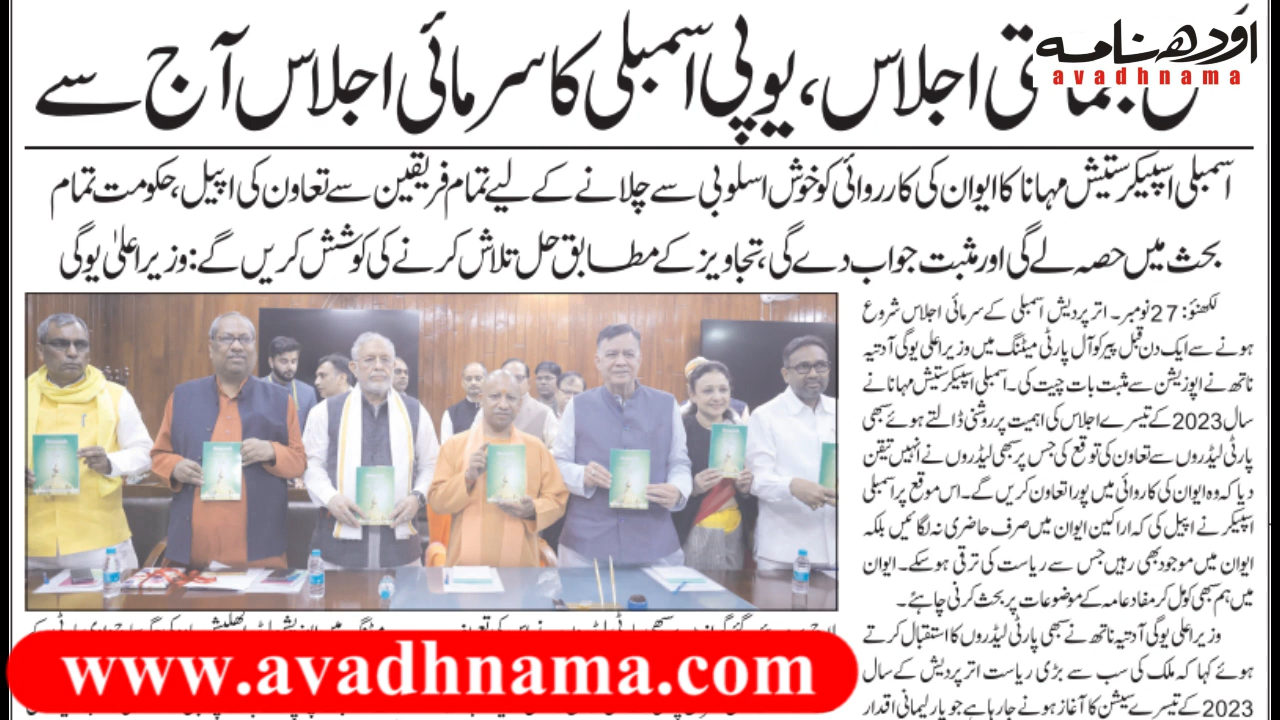 اودھ نامہ
avadhnama
اجلاس، یوپی اسمبلی کا سرمائی اجلاس آج سے
اسمبلی اسپیکر ستیش مہانا کا ایوان کی کارروائی کو خوش اسلوبی سے چلانے کے لیے تمام فریقین سے تعاون کی اپیل، حکومت تمام
بحث میں حصہ لے گی اور مثبت جواب دے گی، تجاویز کے مطابق حل تلاش کرنے کی کوشش کریں گے: وزیر اعلیٰ یوگی
لکھنؤ: 27 نومبر۔ اتر پردیش اسمبلی کے سرمائی اجلاس شروع
ہونے سے ایک دن قبل پیر کو آل پارٹی میٹنگ میں وزیر اعلی یوگی آدتیہ
ناتھ نے اپوزیشن سے مثبت بات چیت کی۔ اسمبلی اسپیکر ستیش مہانا نے
سال 2023 کے تیسرے اجلاس کی اہمیت پر روشنی ڈالتے ہوئے سبھی
پارٹی لیڈروں سے تعاون کی توقع کی جس پر سبھی لیڈروں نے انہیں تیقن
دیا کہ وہ ایوان کی کاروائی میں پورا تعاون کریں گے۔ اس موقع پر اسمبلی
اسپیکر نے اپیل کی کہ اراکین ایوان میں صرف حاضری نہ لگائیں بلکہ
ایوان میں موجود بھی رہیں جس سے ریاست کی ترقی ہو سکے۔ ایوان
میں ہم سبھی کو مل کر مفاد عامہ کے موضوعات پر بحث کرنی چاہئے۔
وزیر اعلی یوگی آدتیہ ناتھ نے سبھی پارٹی لیڈروں کا استقبال کرتے
ہوئے کہا کہ ملک کی سب سے بڑی ریاست اتر پردیش کے سال
2023 کے تیسرے سیشن کا آغاز ہونے جا رہا ہے جو پارلیمانی اقدار
www.avadhnama.com